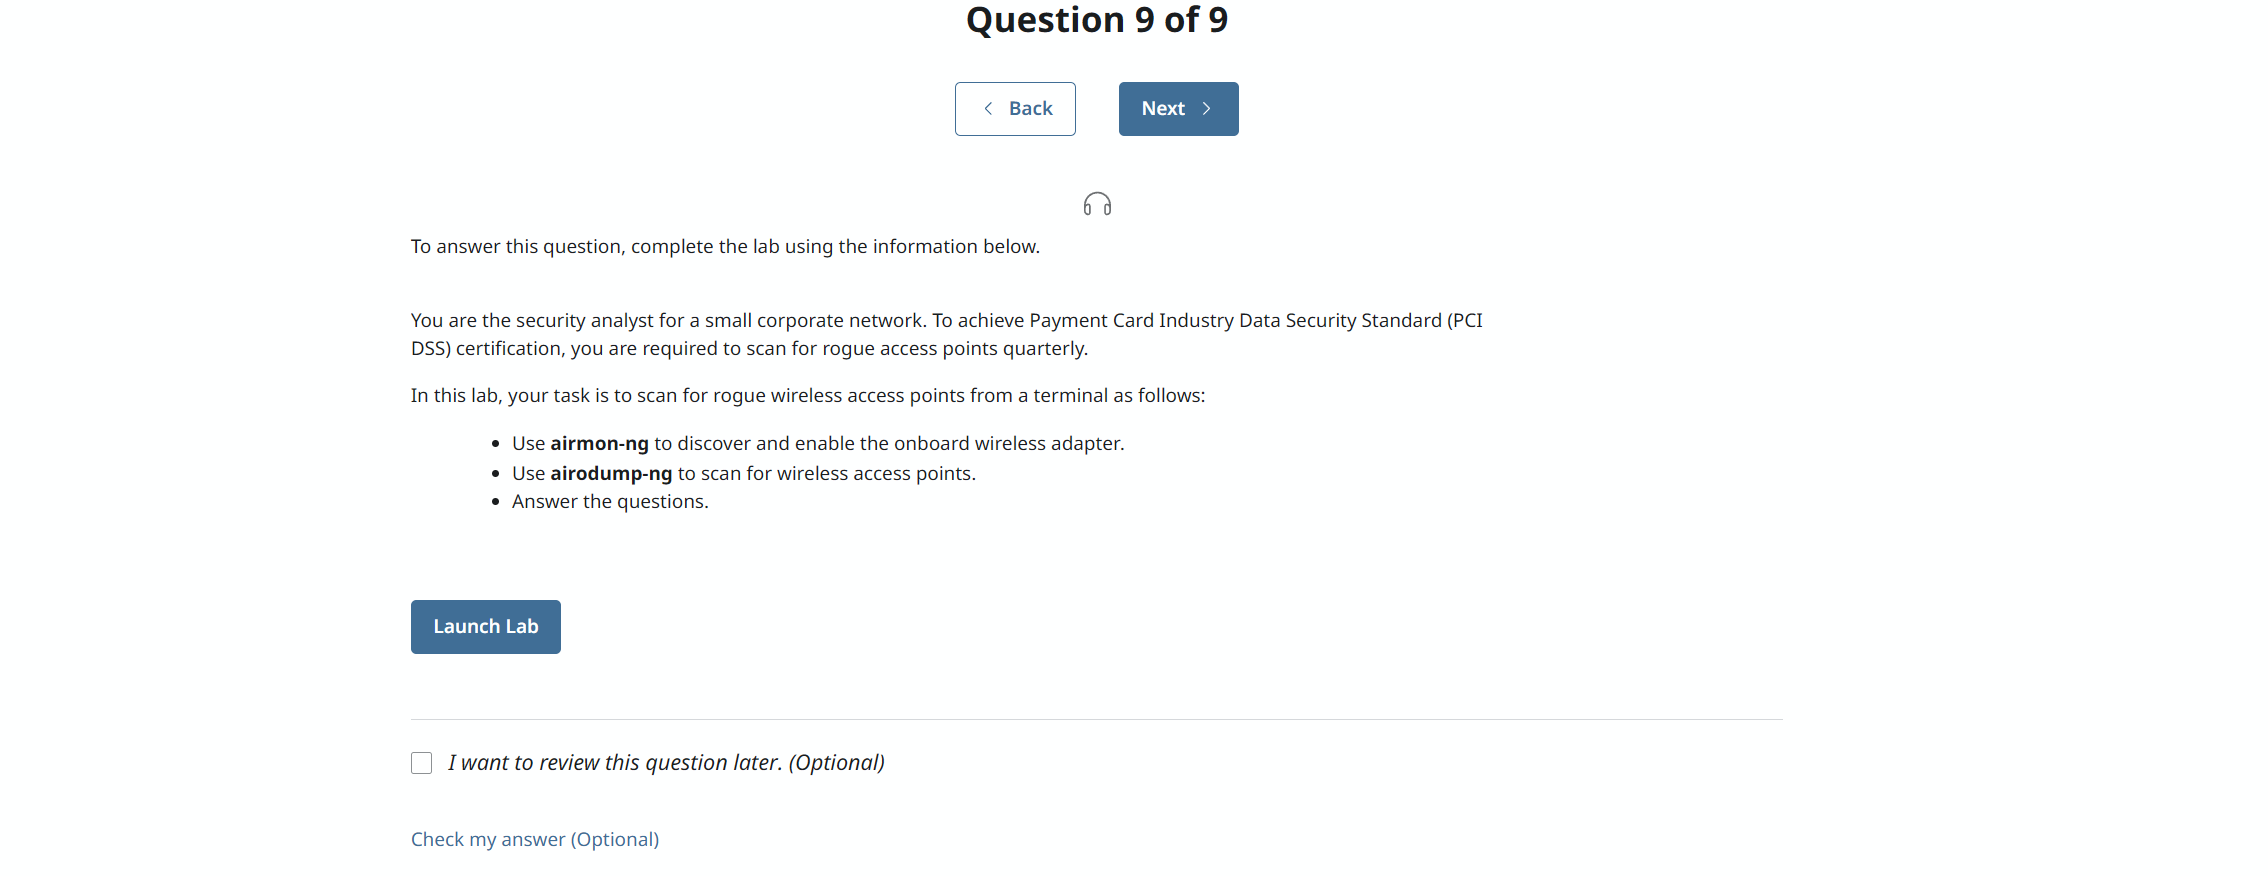 Question 9 of 9
Back
Next
To answer this question, complete the lab using the information below.
You are the security analyst for a small corporate network. To achieve Payment Card Industry Data Security Standard (PCI
DSS) certification, you are required to scan for rogue access points quarterly.
In this lab, your task is to scan for rogue wireless access points from a terminal as follows:
• Use airmon-ng to discover and enable the onboard wireless adapter.
• Use airodump-ng to scan for wireless access points.
• Answer the questions.
Launch Lab
I want to review this question later. (Optional)
Check my answer (Optional)